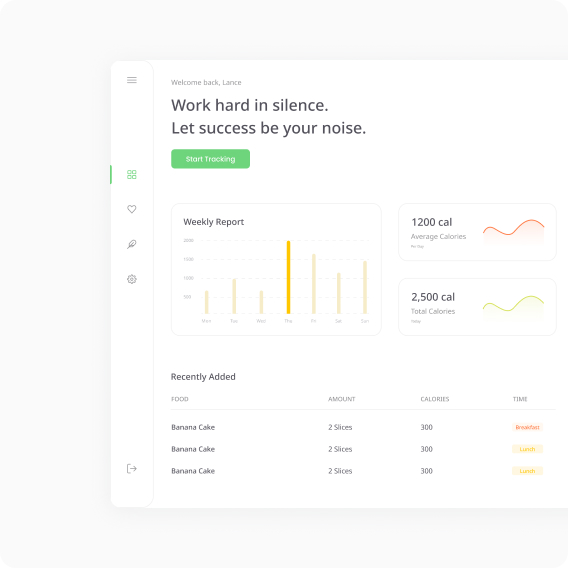 Welcome back, Lance
Work hard in silence.
Let success be your noise.
Start Tracking
Weekly Report
2000
1500
1000
500
Mon Tue Wed Thu Fri Sat Sun
1200 cal
Average Calories
Per Day
2,500 cal
Total Calories
Today
Recently Added
FOOD AMOUNT CALORIES TIME
Banana Cake 2 Slices 300 Breakfast
Banana Cake 2 Slices 300 Lunch
Banana Cake 2 Slices 300 Lunch